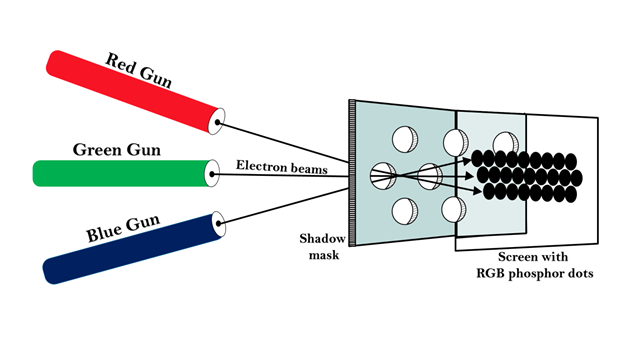 Red Gun
Green Gun
Electron beams
Blue Gun
Shadow
mask
Screen with
RGB phosphor dots